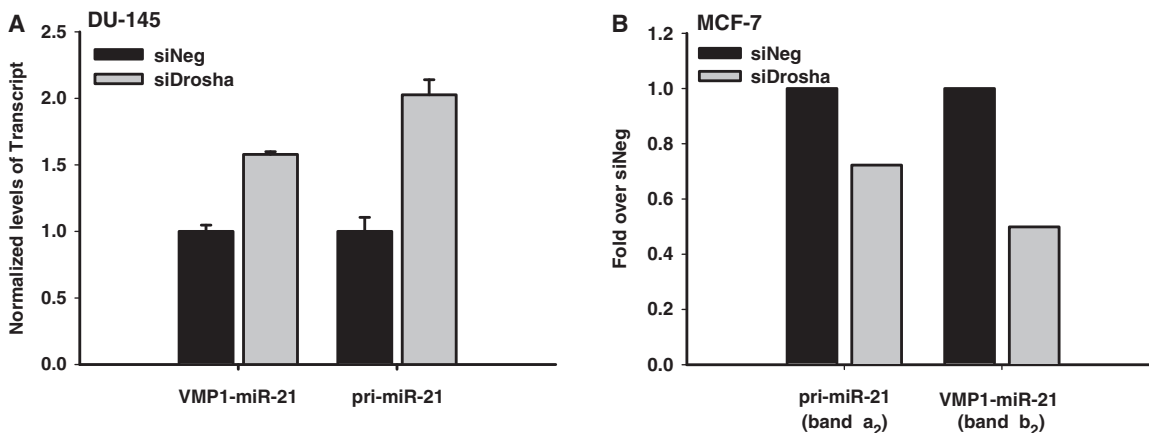 A
DU-145
siNeg
siDrosha
Normalized levels of Transcript
2.5
2.0
1.5
1.0
0.5
0.0
VMP1-miR-21
pri-miR-21
B
MCF-7
siNeg
siDrosha
Fold over siNeg
1.2
1.0
0.8
0.6
0.4
0.2
0.0
pri-miR-21
(band a₂)
VMP1-miR-21
(band b₂)